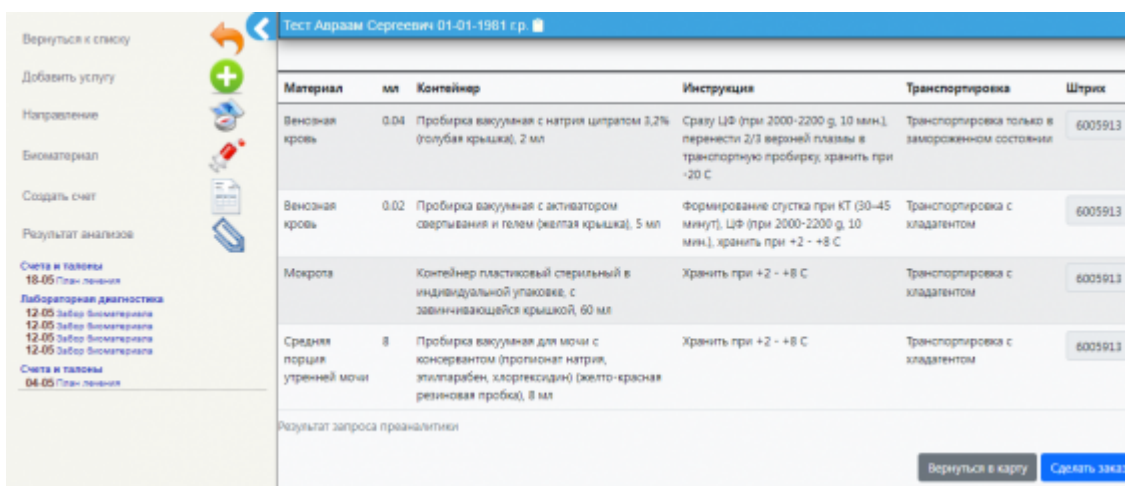 Вернуться к списку
Добавить услугу
Направление
Биоматериал
Создать счет
Результат анализов
Счета и талоны
18-05 План лечения
Лабораторная диагностика
12-05 Забор биоматериала
12-05 Забор биоматериала
12-05 Забор биоматериала
12-05 Забор биоматериала
Счета и талоны
04-05 План лечения
Тест Авраам Сергеевич 01-01-1981 г.р.
Материал мл Контейнер Инструкция Транспортировка Штрих
Венозная 0.04 Пробирка вакуумная с натрия цитратом 3,2% Сразу ЦФ (при 2000-2200 g, 10 мин.), Транспортировка только в 6005913
кровь (голубая крышка), 2 мл перенести 2/3 верхней плазмы в замороженном состоянии
транспортную пробирку, хранить при
-20 С
Венозная 0.02 Пробирка вакуумная с активатором Формирование сгустка при КТ (30–45 Транспортировка с 6005913
кровь свертывания и гелем (желтая крышка), 5 мл минут), ЦФ (при 2000-2200 g, 10 хладагентом
мин.), хранить при +2 - +8 С
Мокрота Контейнер пластиковый стерильный в Хранить при +2 - +8 С Транспортировка с 6005913
индивидуальной упаковке, с хладагентом
завинчивающейся крышкой, 60 мл
Средняя 8 Пробирка вакуумная для мочи с Хранить при +2 - +8 С Транспортировка с 6005913
порция консервантом (пропионат натрия, хладагентом
утренней мочи этилпарабен, хлоргексидин) (желто-красная
резиновая пробка), 8 мл
Результат запроса преаналитики
Вернуться в карту Сделать заказ